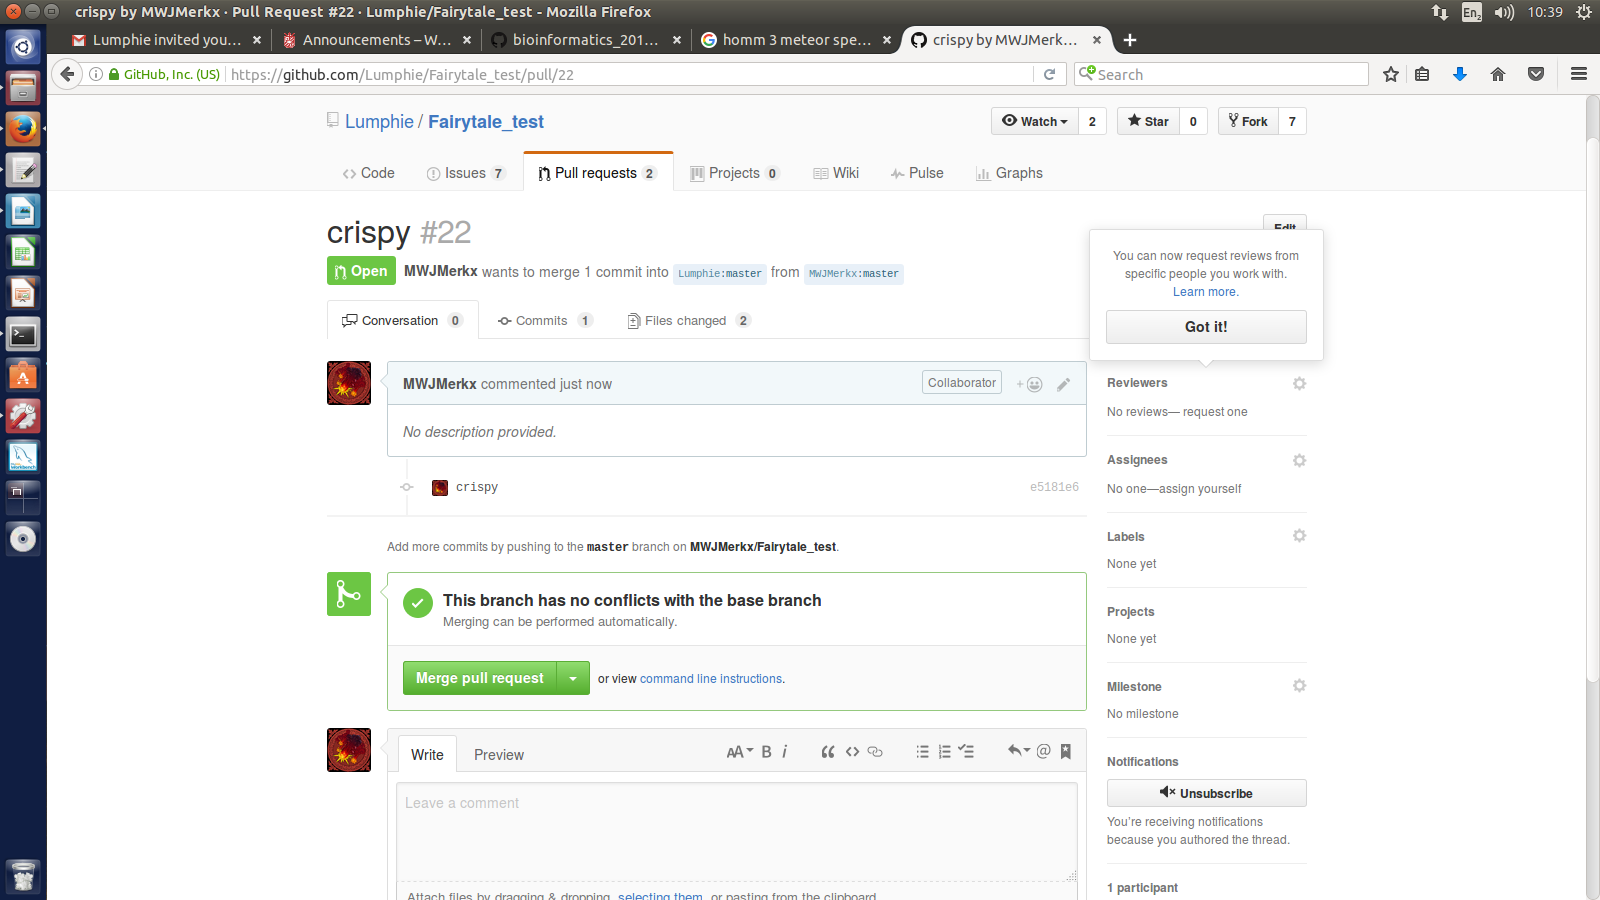 crispy by MWJMerkx · Pull Request #22 · Lumphie/Fairytale_test - Mozilla Firefox
En2
10:39
Lumphie invited you...
Announcements – W...
bioinformatics_201...
homm 3 meteor spe...
crispy by MWJMerk...
GitHub, Inc. (US)
https://github.com/Lumphie/Fairytale_test/pull/22
Search
Lumphie / Fairytale_test
Watch 2
Star 0
Fork 7
Code
Issues 7
Pull requests 2
Projects 0
Wiki
Pulse
Graphs
crispy #22
Edit
Open
MWJMerkx wants to merge 1 commit into Lumphie:master from MWJMerkx:master
You can now request reviews from
specific people you work with.
Learn more.
Got it!
Conversation 0
Commits 1
Files changed 2
MWJMerkx commented just now
Collaborator
No description provided.
crispy
e5181e6
Add more commits by pushing to the master branch on MWJMerkx/Fairytale_test.
This branch has no conflicts with the base branch
Merging can be performed automatically.
Merge pull request
or view command line instructions.
Write
Preview
AA B i
Leave a comment
Attach files by dragging & dropping, selecting them, or pasting from the clipboard.
Reviewers
No reviews— request one
Assignees
No one—assign yourself
Labels
None yet
Projects
None yet
Milestone
No milestone
Notifications
Unsubscribe
You're receiving notifications
because you authored the thread.
1 participant